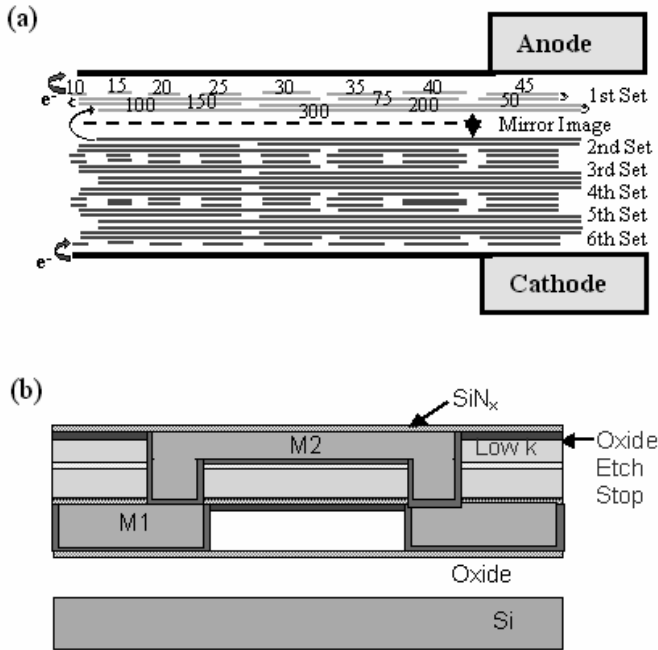 (a)
Anode
10 15 20 25 30 35 40 45
e-
1st Set
100 150 300 75 200 50
Mirror Image
2nd Set
3rd Set
4th Set
5th Set
6th Set
e-
Cathode
(b)
SiNx
M2
Low k
Oxide
Etch
Stop
M1
Oxide
Si